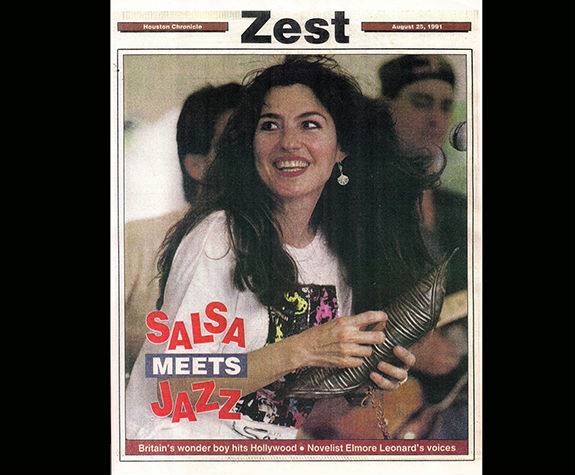 Houston Chronicle
Zest
August 25, 1991
SALSA
MEETS
JAZZ
Britain's wonder boy hits Hollywood ● Novelist Elmore Leonard's voices